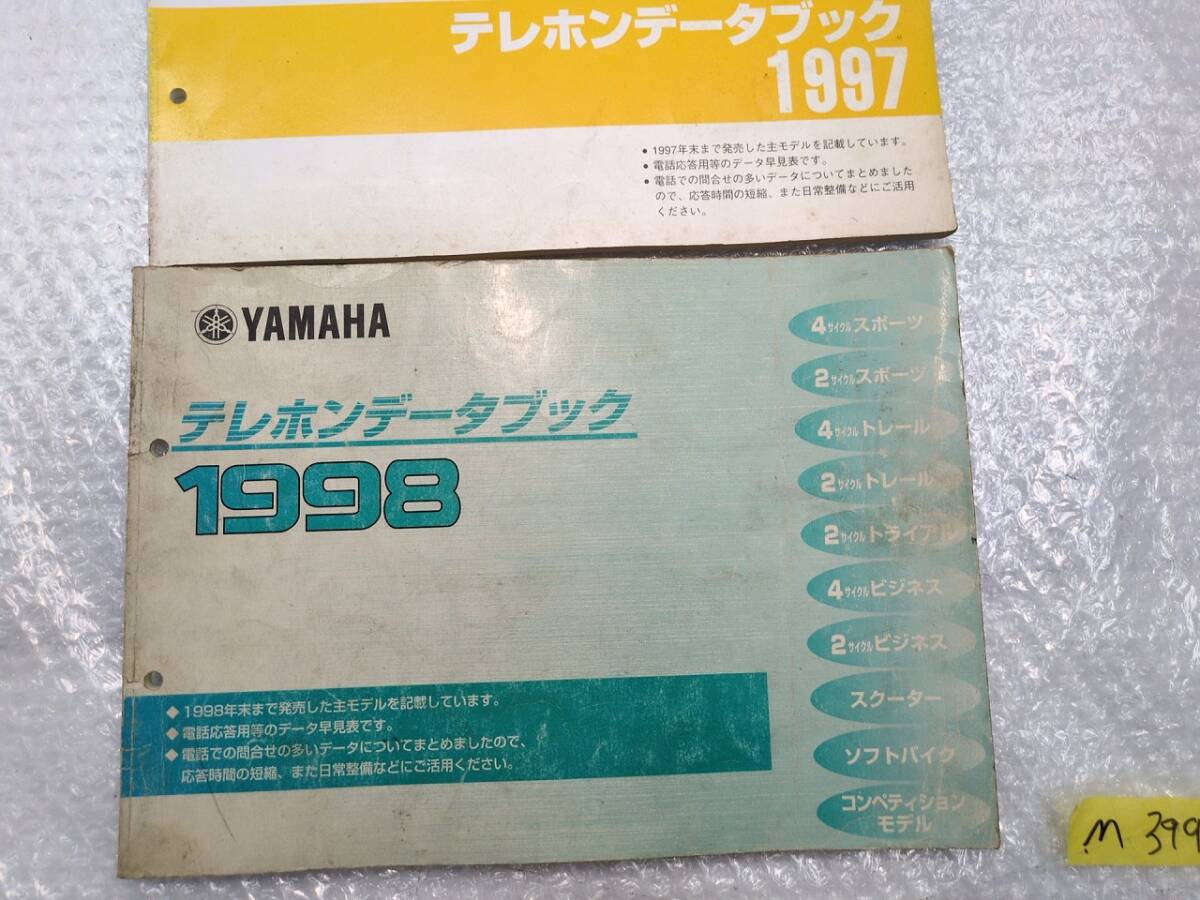 テレホンデータブック
1997
● 1997年末まで発売した主モデルを記載しています。
● 電話応答用等のデータ早見表です。
● 電話での問合せの多いデータについてまとめました
ので、応答時間の短縮、また日常整備などにご活用
ください。
YAMAHA
テレホンデータブック
1998
◆ 1998年末まで発売した主モデルを記載しています。
◆ 電話応答用等のデータ早見表です。
◆ 電話での問合せの多いデータについてまとめましたので、
応答時間の短縮、また日常整備などにご活用ください。
4サイクルスポーツ
2サイクルスポーツ
4サイクルトレール
2サイクルトレール
2サイクルトライアル
4サイクルビジネス
2サイクルビジネス
スクーター
ソフトバイク
コンペティション
モデル
M 399